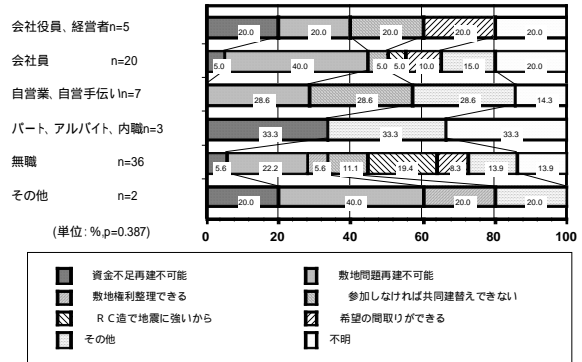 会社役員、経営者n=5
20.0 20.0 20.0 20.0 20.0
会社員 n=20
5.0 40.0 5.0 5.0 10.0 15.0 20.0
自営業、自営手伝いn=7
28.6 28.6 28.6 14.3
パート、アルバイト、内職n=3
33.3 33.3 33.3
無職 n=36
5.6 22.2 5.6 11.1 19.4 8.3 13.9 13.9
その他 n=2
20.0 40.0 20.0 20.0
(単位:%,p=0.387)
0 20 40 60 80 100
資金不足再建不可能 敷地問題再建不可能
敷地権利整理できる 参加しなければ共同建替えできない
RC造で地震に強いから 希望の間取りができる
その他 不明